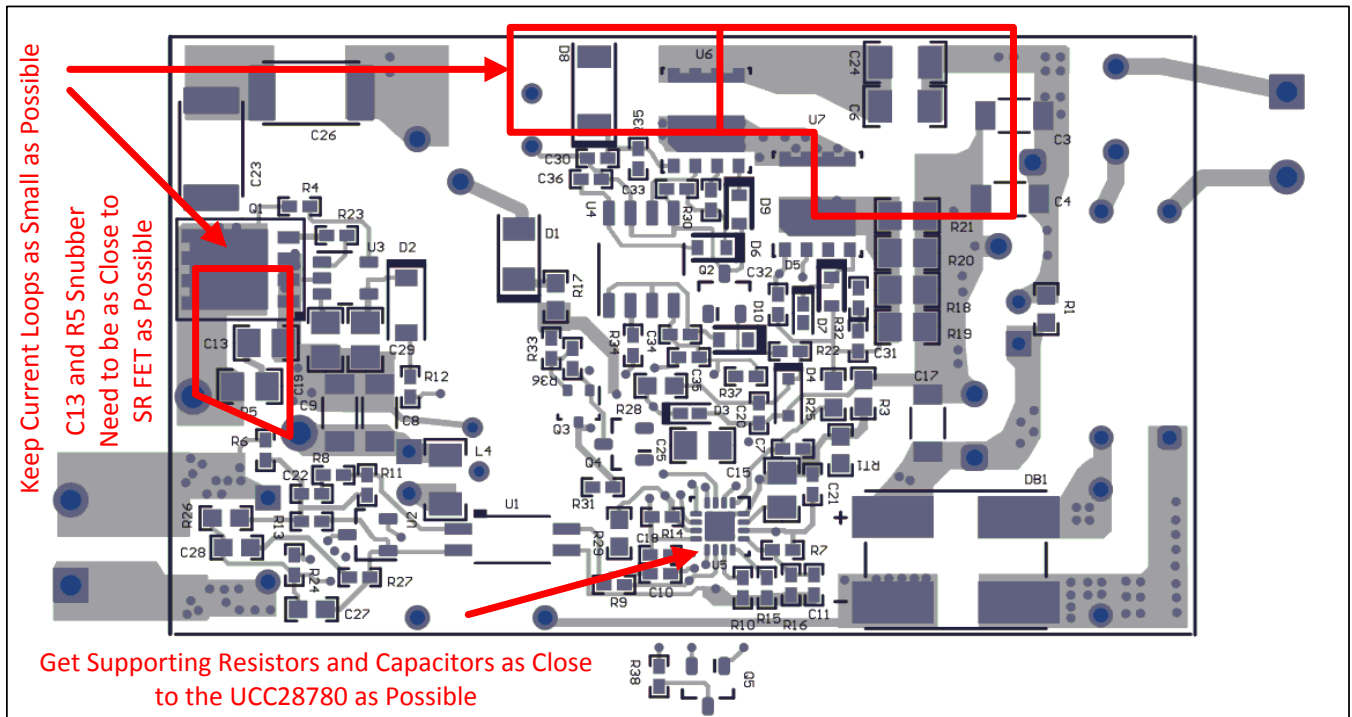 Keep Current Loops as Small as Possible
C13 and R5 Snubber
Need to be as Close to
SR FET as Possible
D8
U6
C24
C6
U7
C3
C4
C26
C23
R35
C30
C36
C33
U4
R30
D9
Q1
R4
R23
U3
D2
D1
R17
Q2
D6
C32
D5
R21
R20
R18
R19
R1
D10
D7
R32
C31
R22
C13
C19
C29
R5
R12
C9
C8
R33
R36
R34
C34
C35
R37
R28
D3
C20
D4
R25
R3
C17
Q3
Q4
C25
C7
C15
RT1
C21
R6
R8
C22
R11
L4
R31
DB1
+
R26
R13
U2
U1
R29
C18
R14
R7
C28
R24
R27
C27
R9
C10
U5
R10
R15
R16
C11
-
Get Supporting Resistors and Capacitors as Close
to the UCC28780 as Possible
R38
Q5